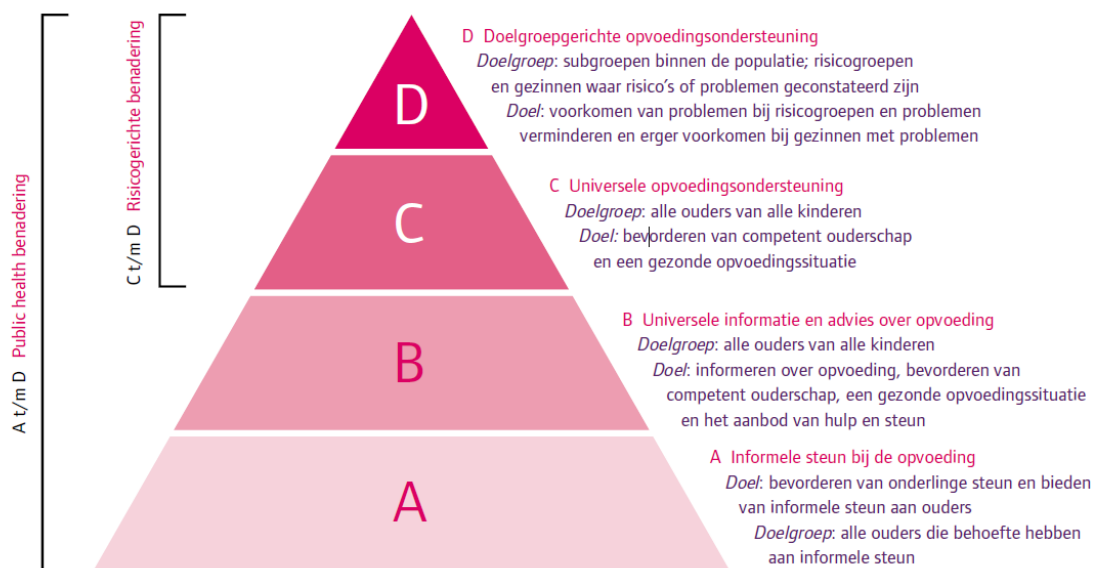 A t/m D Public health benadering
C t/m D Risicogerichte benadering
D
D Doelgroepgerichte opvoedingsondersteuning
Doelgroep: subgroepen binnen de populatie; risicogroepen
en gezinnen waar risico's of problemen geconstateerd zijn
Doel: voorkomen van problemen bij risicogroepen en problemen
verminderen en erger voorkomen bij gezinnen met problemen
C
C Universele opvoedingsondersteuning
Doelgroep: alle ouders van alle kinderen
Doel: bevorderen van competent ouderschap
en een gezonde opvoedingssituatie
B
B Universele informatie en advies over opvoeding
Doelgroep: alle ouders van alle kinderen
Doel: informeren over opvoeding, bevorderen van
competent ouderschap, een gezonde opvoedingssituatie
en het aanbod van hulp en steun
A
A Informele steun bij de opvoeding
Doel: bevorderen van onderlinge steun en bieden
van informele steun aan ouders
Doelgroep: alle ouders die behoefte hebben
aan informele steun